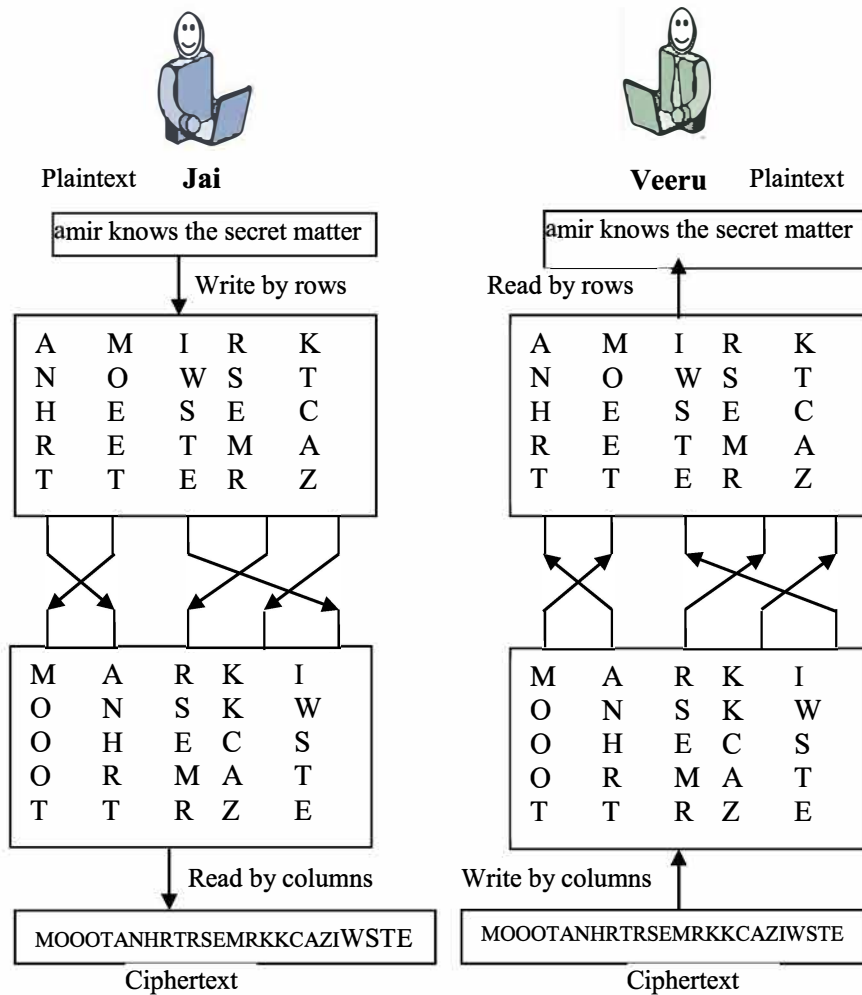 Plaintext Jai
amir knows the secret matter
Write by rows
A M I R K
N O W S T
H E S E C
R E T M A
T T E R Z
M A R K I
O N S K W
O H E C S
O R M A T
T T R Z E
Read by columns
MOOOTANHRTRSEMRKKCAZIWSTE
Ciphertext
Veeru Plaintext
amir knows the secret matter
Read by rows
A M I R K
N O W S T
H E S E C
R E T M A
T T E R Z
M A R K I
O N S K W
O H E C S
O R M A T
T T R Z E
Write by columns
MOOOTANHRTRSEMRKKCAZIWSTE
Ciphertext